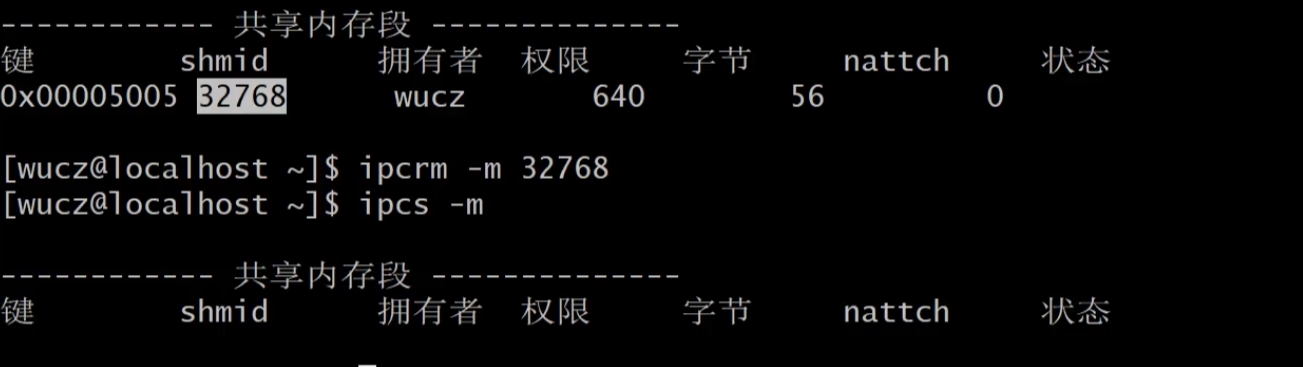 ------------ 共享内存段 --------------
键 shmid 拥有者 权限 字节 nattch 状态
0x00005005 32768 wucz 640 56 0
[wucz@localhost ~]$ ipcrm -m 32768
[wucz@localhost ~]$ ipcs -m
------------ 共享内存段 --------------
键 shmid 拥有者 权限 字节 nattch 状态